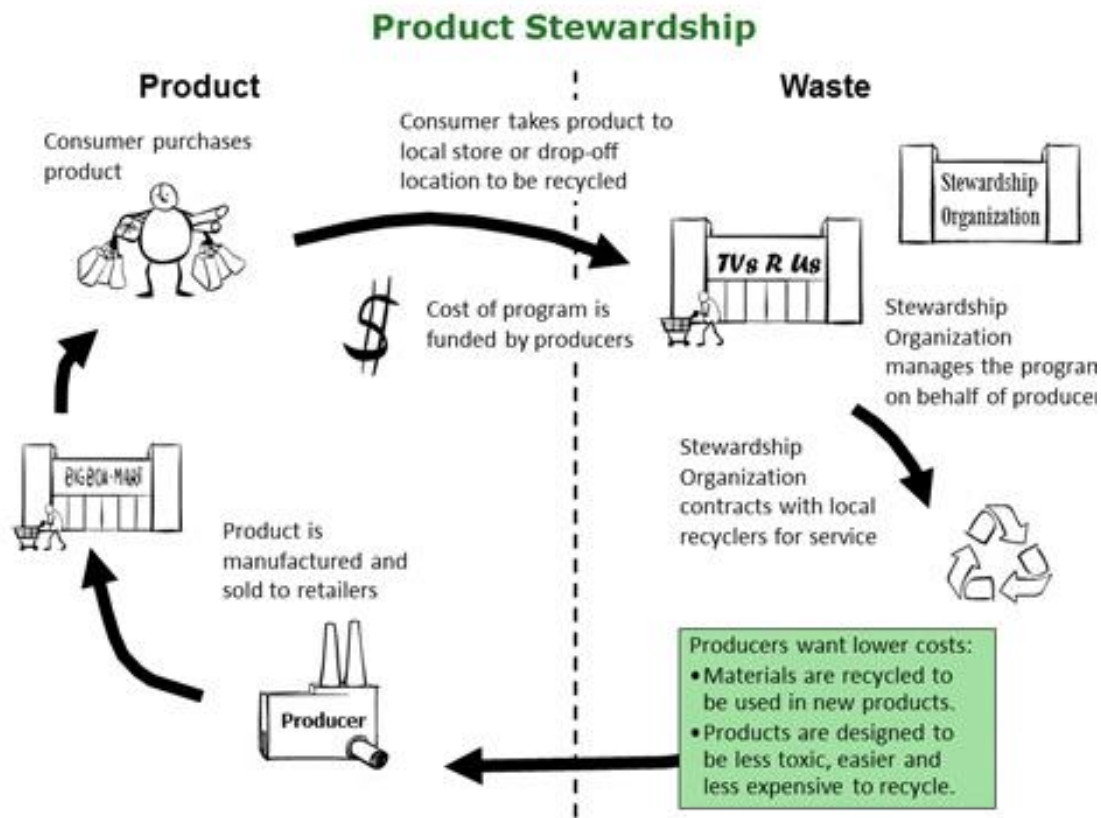 Product Stewardship
Product
Waste
Consumer purchases
product
Consumer takes product to
local store or drop-off
location to be recycled
Stewardship
Organization
TVs R Us
Cost of program is
funded by producers
Stewardship
Organization
manages the program
on behalf of producer
BIG BOX-MART
Stewardship
Organization
contracts with local
recyclers for service
Product is
manufactured and
sold to retailers
Producer
Producers want lower costs:
•Materials are recycled to
be used in new products.
•Products are designed to
be less toxic, easier and
less expensive to recycle.